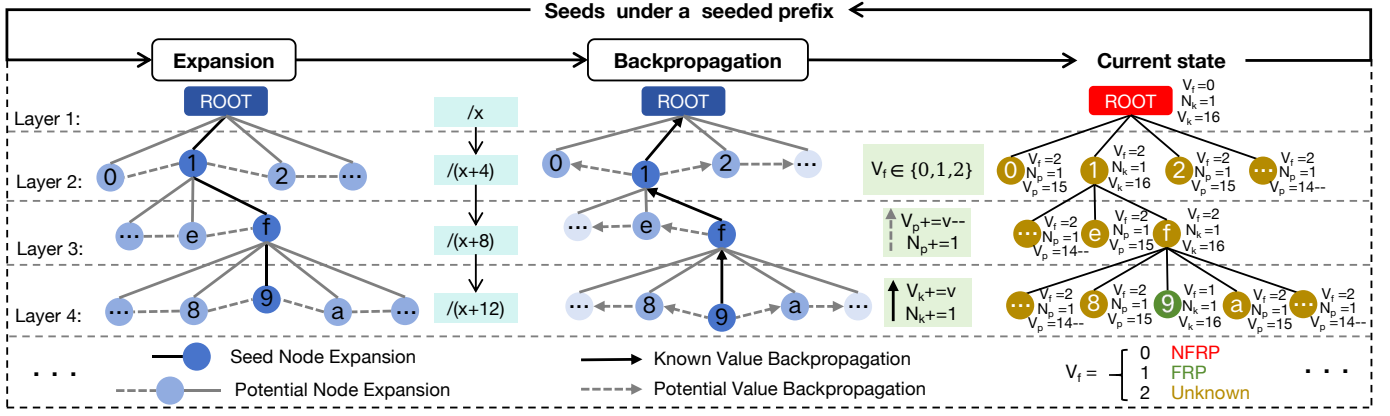 Seeds under a seeded prefix
Expansion
Backpropagation
Current state
Layer 1:
Layer 2:
Layer 3:
Layer 4:
ROOT
0
1
2
...
...
e
f
...
8
9
a
...
/x
/(x+4)
/(x+8)
/(x+12)
ROOT
0
1
2
...
...
e
f
...
8
9
a
...
V_f ∈ {0,1,2}
V_p+=v--
N_p+=1
V_k+=v
N_k+=1
ROOT
V_f=0
N_k=1
V_k=16
0
V_f=2
N_p=1
V_p=15
1
V_f=2
N_k=1
V_k=16
2
V_f=2
N_p=1
V_p=15
...
V_f=2
N_p=1
V_p=14--
...
V_f=2
N_p=1
V_p=14--
e
V_f=2
N_p=1
V_p=15
f
V_f=2
N_k=1
V_k=16
...
V_f=2
N_p=1
V_p=14--
8
V_f=2
N_p=1
V_p=15
9
V_f=1
N_k=1
V_k=16
a
V_f=2
N_p=1
V_p=15
...
V_f=2
N_p=1
V_p=14--
. . .
Seed Node Expansion
Potential Node Expansion
Known Value Backpropagation
Potential Value Backpropagation
V_f =
0 NFRP
1 FRP
2 Unknown
. . .